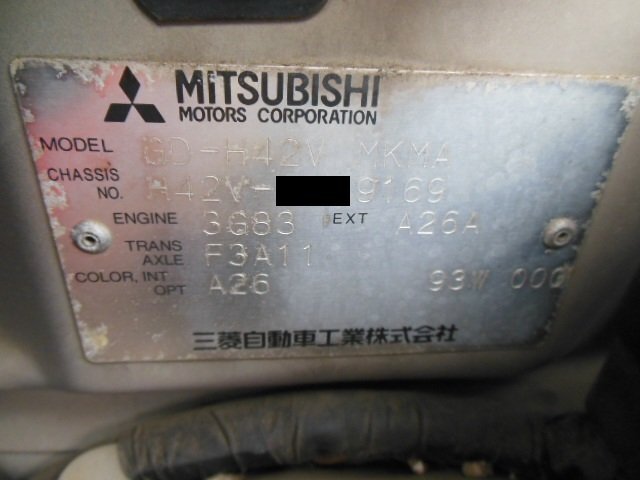 MITSUBISHI
MOTORS CORPORATION
MODEL GD-H42V MKMA
CHASSIS NO. H42V- 9169
ENGINE 3G83 EXT A26A
TRANS AXLE F3A11
COLOR, INT OPT A26 93W 000
三菱自動車工業株式会社